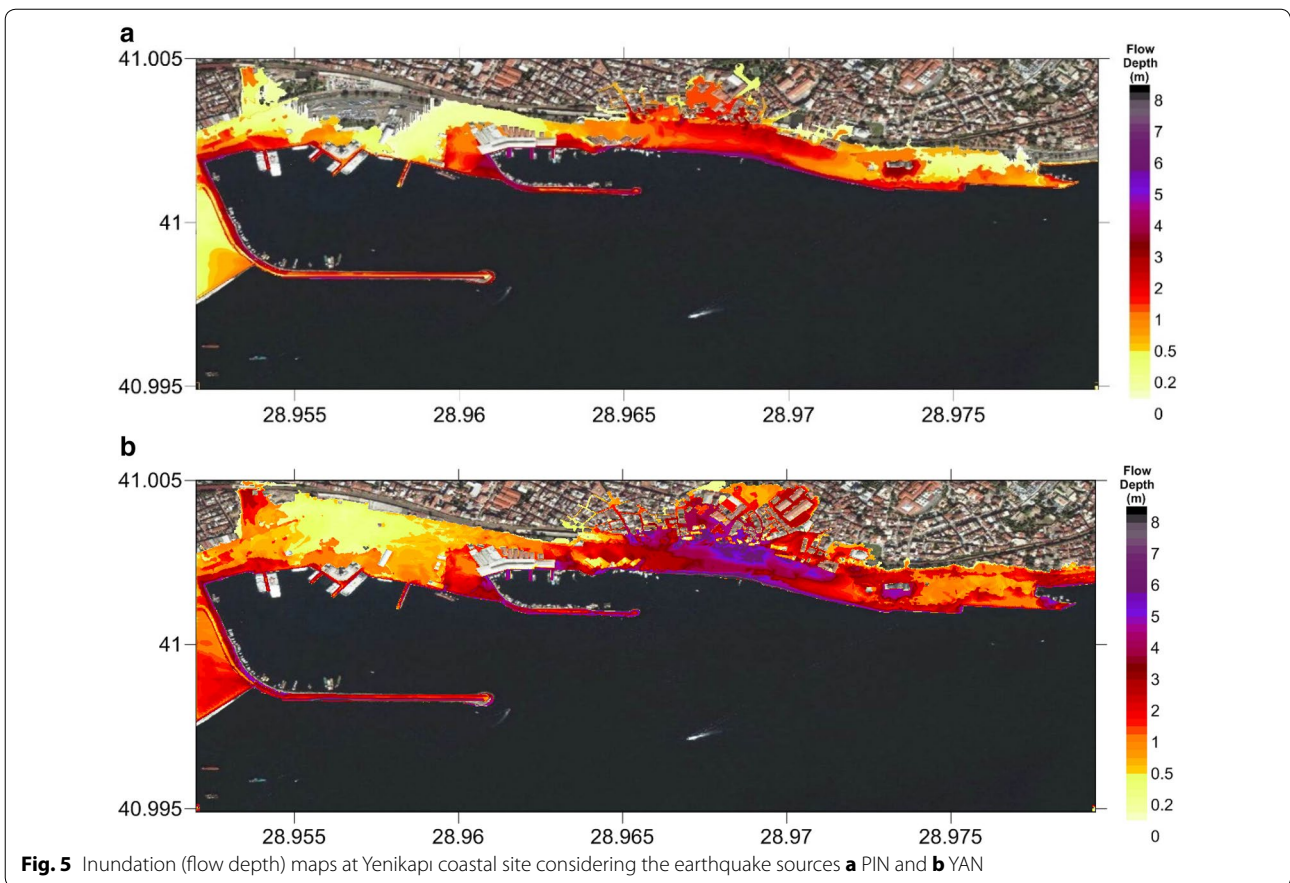 a
41.005
41
40.995
28.955 28.96 28.965 28.97 28.975
Flow
Depth
(m)
8
7
6
5
4
3
2
1
0.5
0.2
0
b
41.005
41
40.995
28.955 28.96 28.965 28.97 28.975
Flow
Depth
(m)
8
7
6
5
4
3
2
1
0.5
0.2
0
Fig. 5 Inundation (flow depth) maps at Yenikapı coastal site considering the earthquake sources a PIN and b YAN